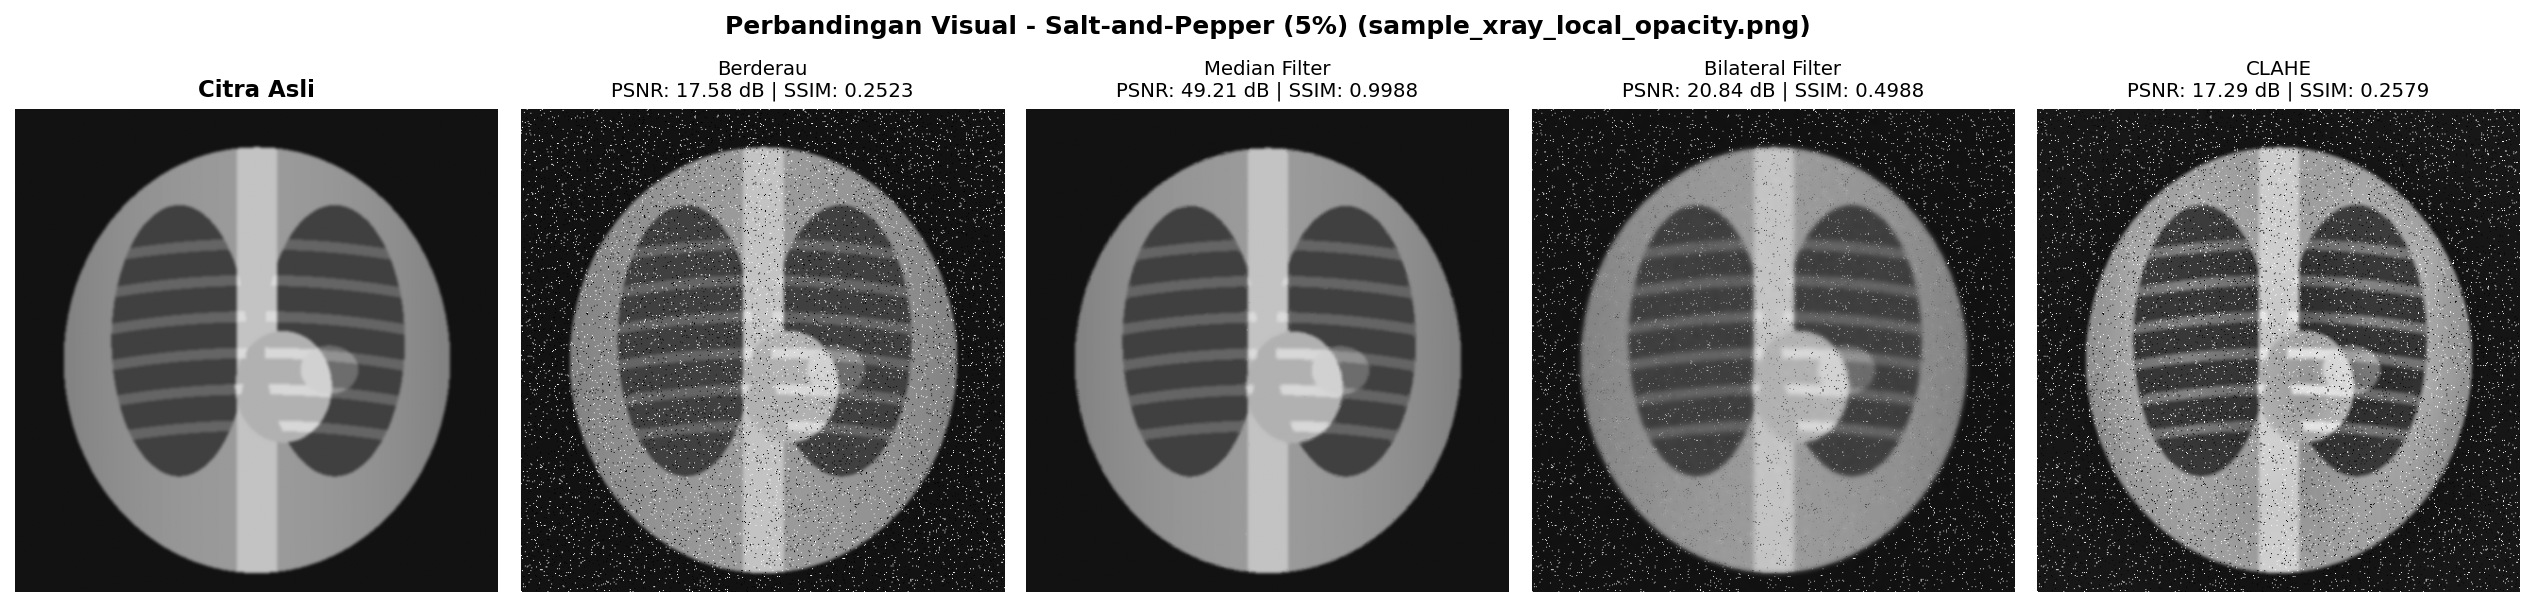 Perbandingan Visual - Salt-and-Pepper (5%) (sample_xray_local_opacity.png)
Citra Asli
Berderau
PSNR: 17.58 dB | SSIM: 0.2523
Median Filter
PSNR: 49.21 dB | SSIM: 0.9988
Bilateral Filter
PSNR: 20.84 dB | SSIM: 0.4988
CLAHE
PSNR: 17.29 dB | SSIM: 0.2579